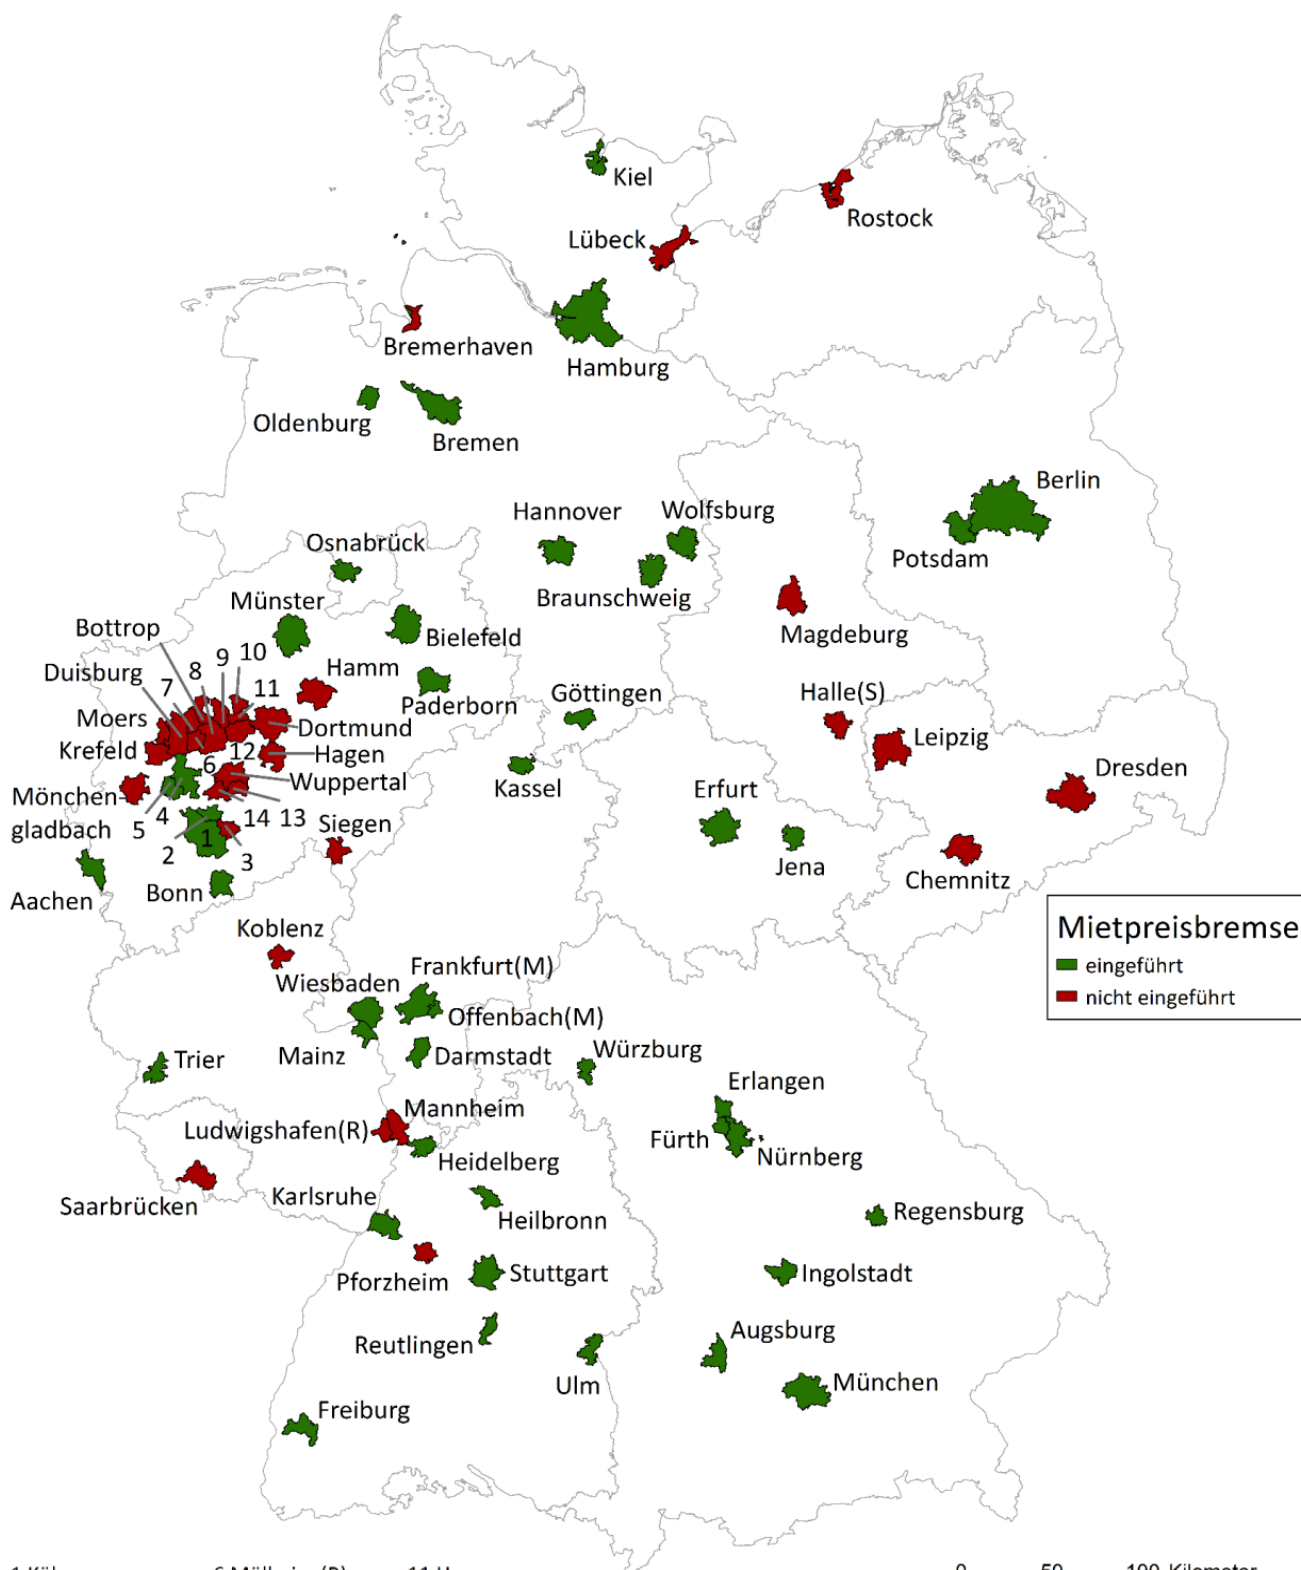 Kiel
Rostock
Lübeck
Bremerhaven
Hamburg
Oldenburg
Bremen
Berlin
Hannover
Wolfsburg
Osnabrück
Potsdam
Münster
Braunschweig
Bottrop
Bielefeld
Magdeburg
10
9
Duisburg
8
Hamm
7
11
Göttingen
Halle(S)
Paderborn
Moers
Dortmund
Leipzig
Krefeld
12
Hagen
6
Dresden
Wuppertal
Kassel
Erfurt
Mönchen-
gladbach
5
4
14
13
Siegen
1
2
3
Jena
Chemnitz
Aachen
Bonn
Koblenz
Mietpreisbremse
eingeführt
nicht eingeführt
Frankfurt(M)
Wiesbaden
Offenbach(M)
Mainz
Darmstadt
Würzburg
Trier
Erlangen
Mannheim
Ludwigshafen(R)
Fürth
Nürnberg
Heidelberg
Karlsruhe
Saarbrücken
Heilbronn
Regensburg
Pforzheim
Stuttgart
Ingolstadt
Reutlingen
Augsburg
Ulm
München
Freiburg
0 50 100 Kilometer